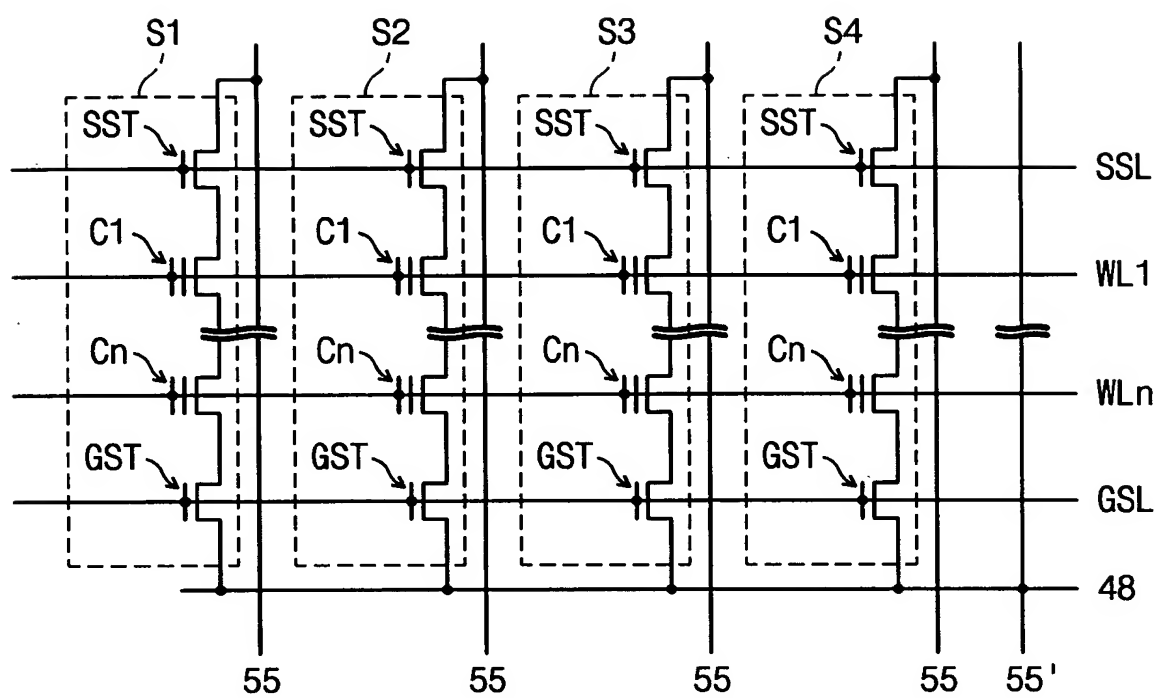 S1 S2 S3 S4
SST SST SST SST SSL
C1 C1 C1 C1 WL1
Cn Cn Cn Cn WLn
GST GST GST GST GSL
48
55 55 55 55 55'